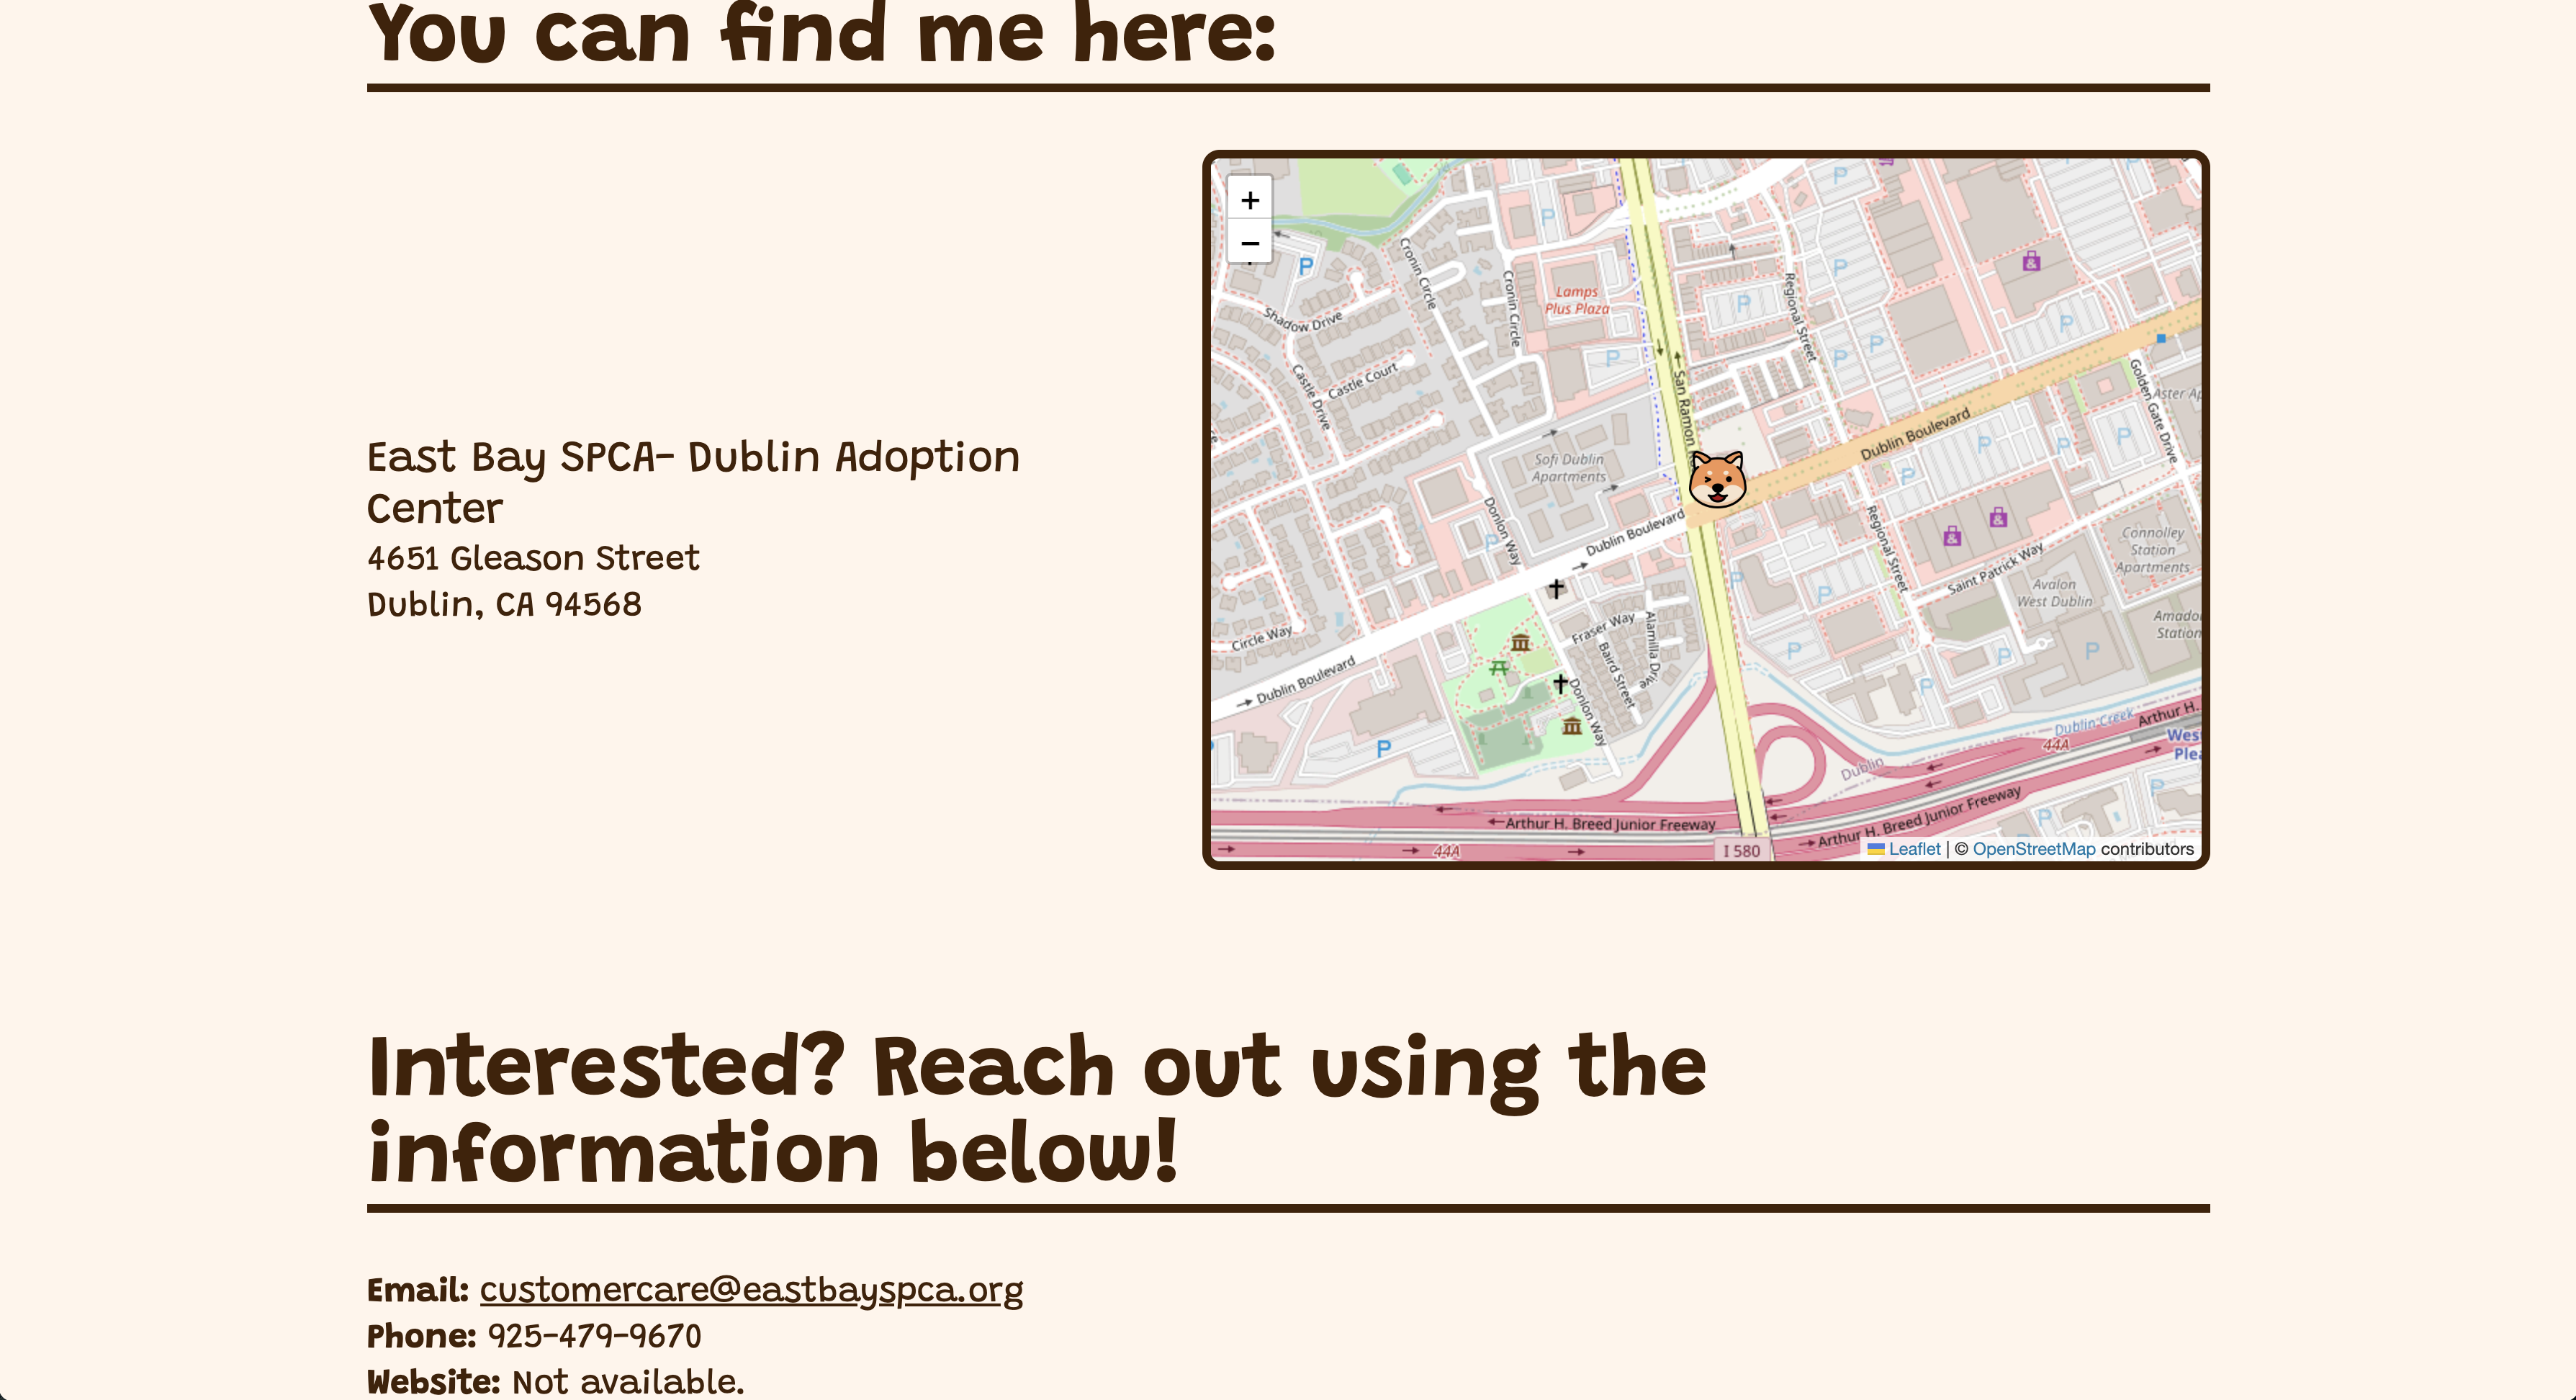 You can find me here:
East Bay SPCA- Dublin Adoption
Center
4651 Gleason Street
Dublin, CA 94568
+
−
Cronin Circle
Cronin Circle
Lamps
Plus Plaza
Regional Street
Shadow Drive
Castle Drive
Castle Court
San Ramon
Golden Gate Drive
Dublin Boulevard
Sofi Dublin
Apartments
Donlon Way
Dublin Boulevard
Regional Street
Saint Patrick Way
Connolley
Station
Apartments
Avalon
West Dublin
Station
Fraser Way
Alamilla Drive
Baird Street
Circle Way
Dublin Boulevard
Donlon Way
Dublin Creek
Arthur H.
44A
Dublin
Arthur H. Breed Junior Freeway
Arthur H. Breed Junior Freeway
44A
I 580
Leaflet | © OpenStreetMap contributors
Interested? Reach out using the
information below!
Email: customercare@eastbayspca.org
Phone: 925-479-9670
Website: Not available.